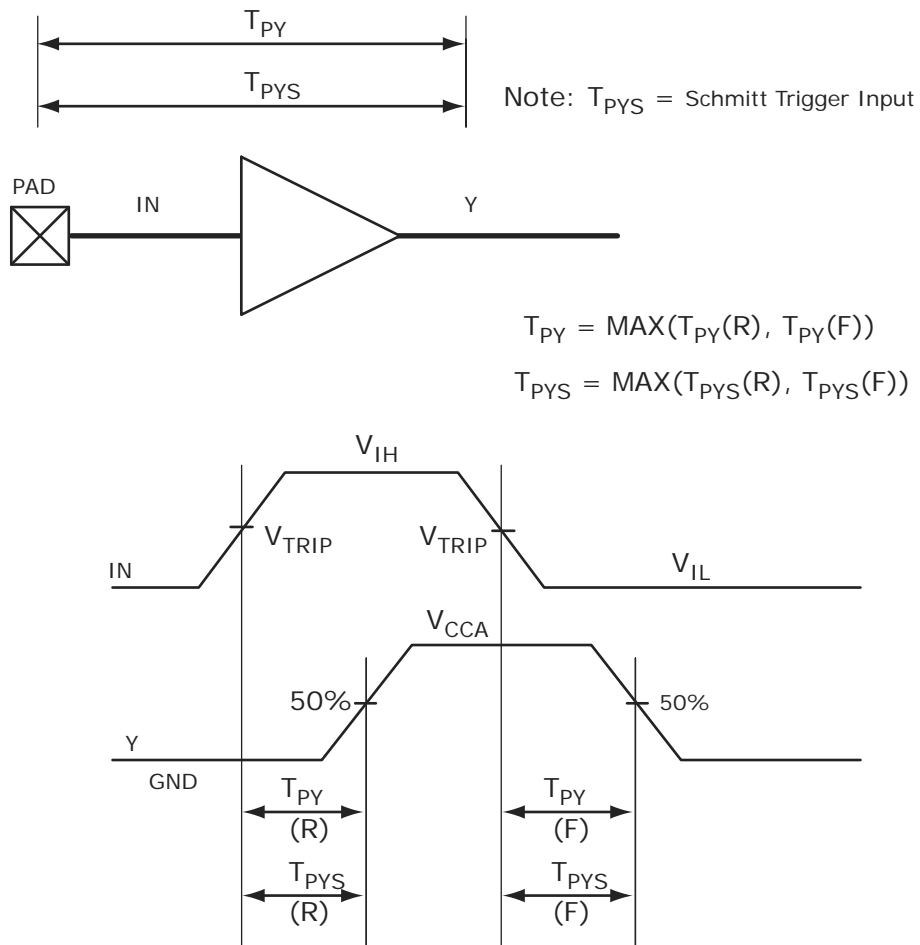 T_PY
T_PYS
Note: T_PYS = Schmitt Trigger Input
PAD
IN
Y
T_PY = MAX(T_PY(R), T_PY(F))
T_PYS = MAX(T_PYS(R), T_PYS(F))
V_IH
V_TRIP
V_TRIP
IN
V_IL
V_CCA
50%
50%
Y
GND
T_PY
(R)
T_PY
(F)
T_PYS
(R)
T_PYS
(F)